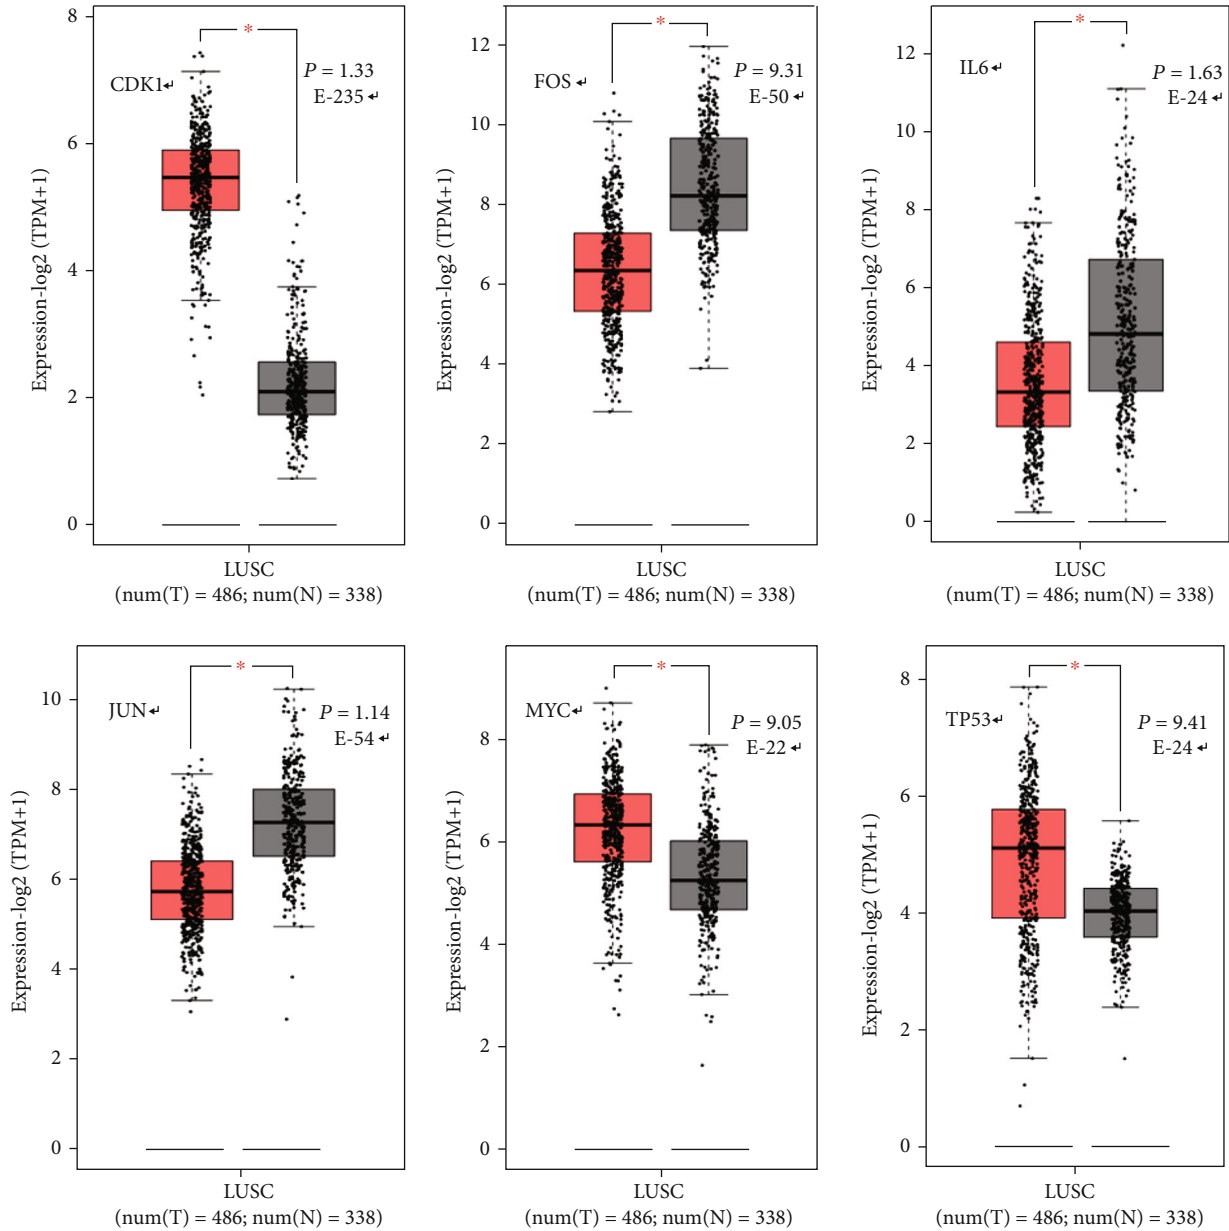 8
6
4
2
0
Expression-log2 (TPM+1)
*
CDK1↵
P = 1.33
E-235 ↵
LUSC
(num(T) = 486; num(N) = 338)
12
10
8
6
4
2
0
Expression-log2 (TPM+1)
*
FOS ↵
P = 9.31
E-50 ↵
LUSC
(num(T) = 486; num(N) = 338)
12
10
8
6
4
2
0
Expression-log2 (TPM+1)
*
IL6↵
P = 1.63
E-24 ↵
LUSC
(num(T) = 486; num(N) = 338)
10
8
6
4
2
0
Expression-log2 (TPM+1)
*
JUN↵
P = 1.14
E-54 ↵
LUSC
(num(T) = 486; num(N) = 338)
8
6
4
2
0
Expression-log2 (TPM+1)
*
MYC↵
P = 9.05
E-22 ↵
LUSC
(num(T) = 486; num(N) = 338)
8
6
4
2
0
Expression-log2 (TPM+1)
*
TP53↵
P = 9.41
E-24 ↵
LUSC
(num(T) = 486; num(N) = 338)